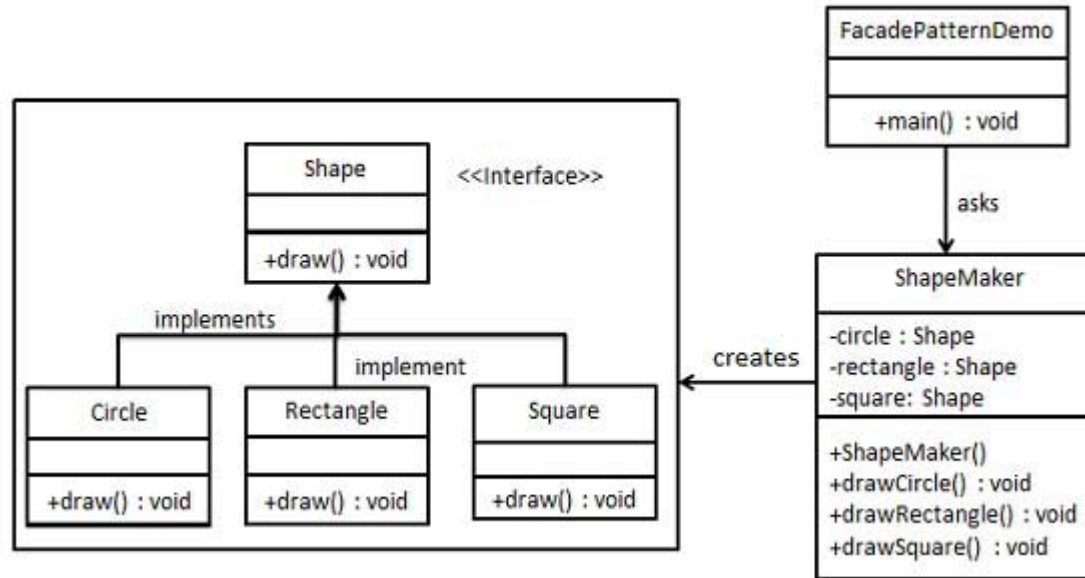 FacadePatternDemo
+main() : void
asks
Shape
<<Interface>>
+draw() : void
implements
implement
Circle
+draw() : void
Rectangle
+draw() : void
Square
+draw() : void
creates
ShapeMaker
-circle : Shape
-rectangle : Shape
-square: Shape
+ShapeMaker()
+drawCircle() : void
+drawRectangle() : void
+drawSquare() : void